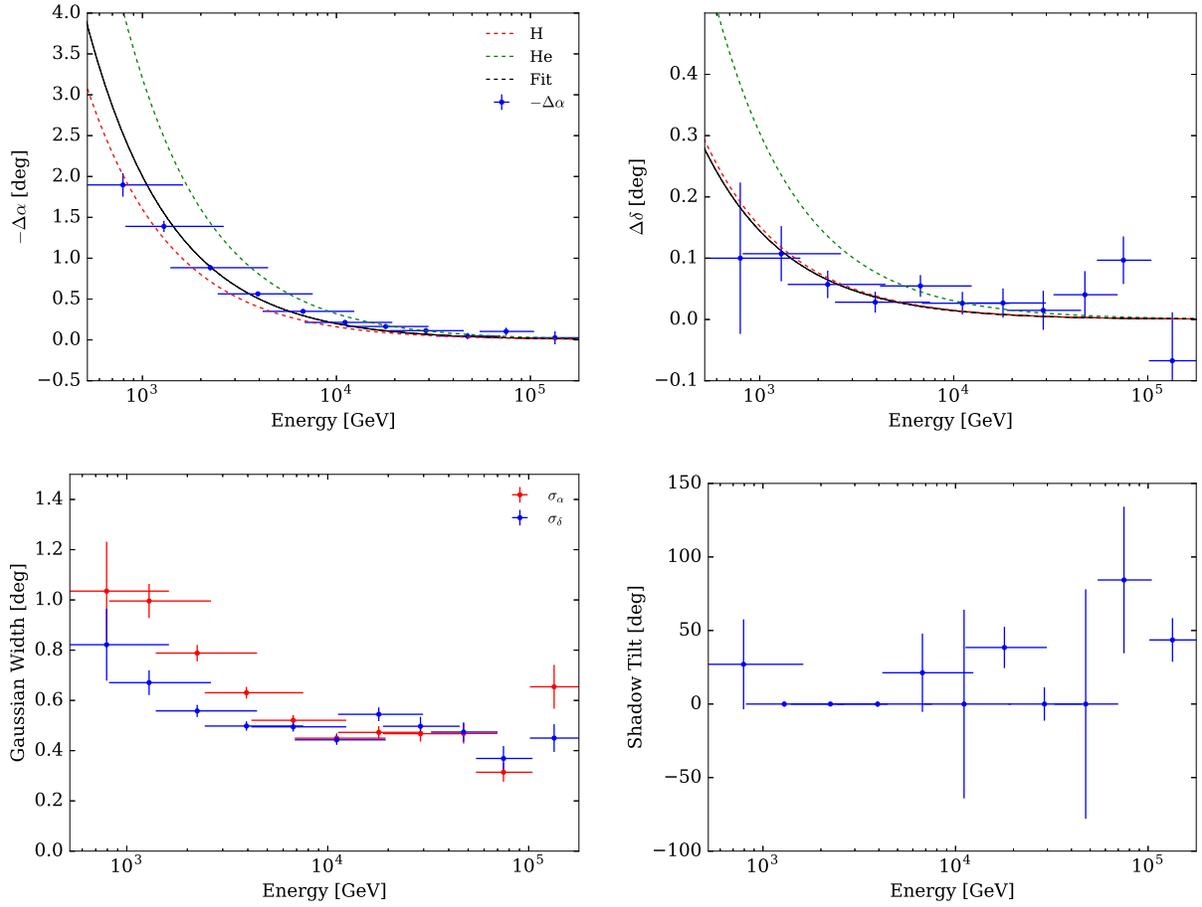 4.0
3.5
3.0
2.5
2.0
1.5
1.0
0.5
0.0
−0.5
−Δα [deg]
H
He
Fit
−Δα
10³ 10⁴ 10⁵
Energy [GeV]
0.4
0.3
0.2
0.1
0.0
−0.1
Δδ [deg]
10³ 10⁴ 10⁵
Energy [GeV]
1.4
1.2
1.0
0.8
0.6
0.4
0.2
0.0
Gaussian Width [deg]
σα
σδ
10³ 10⁴ 10⁵
Energy [GeV]
150
100
50
0
−50
−100
Shadow Tilt [deg]
10³ 10⁴ 10⁵
Energy [GeV]